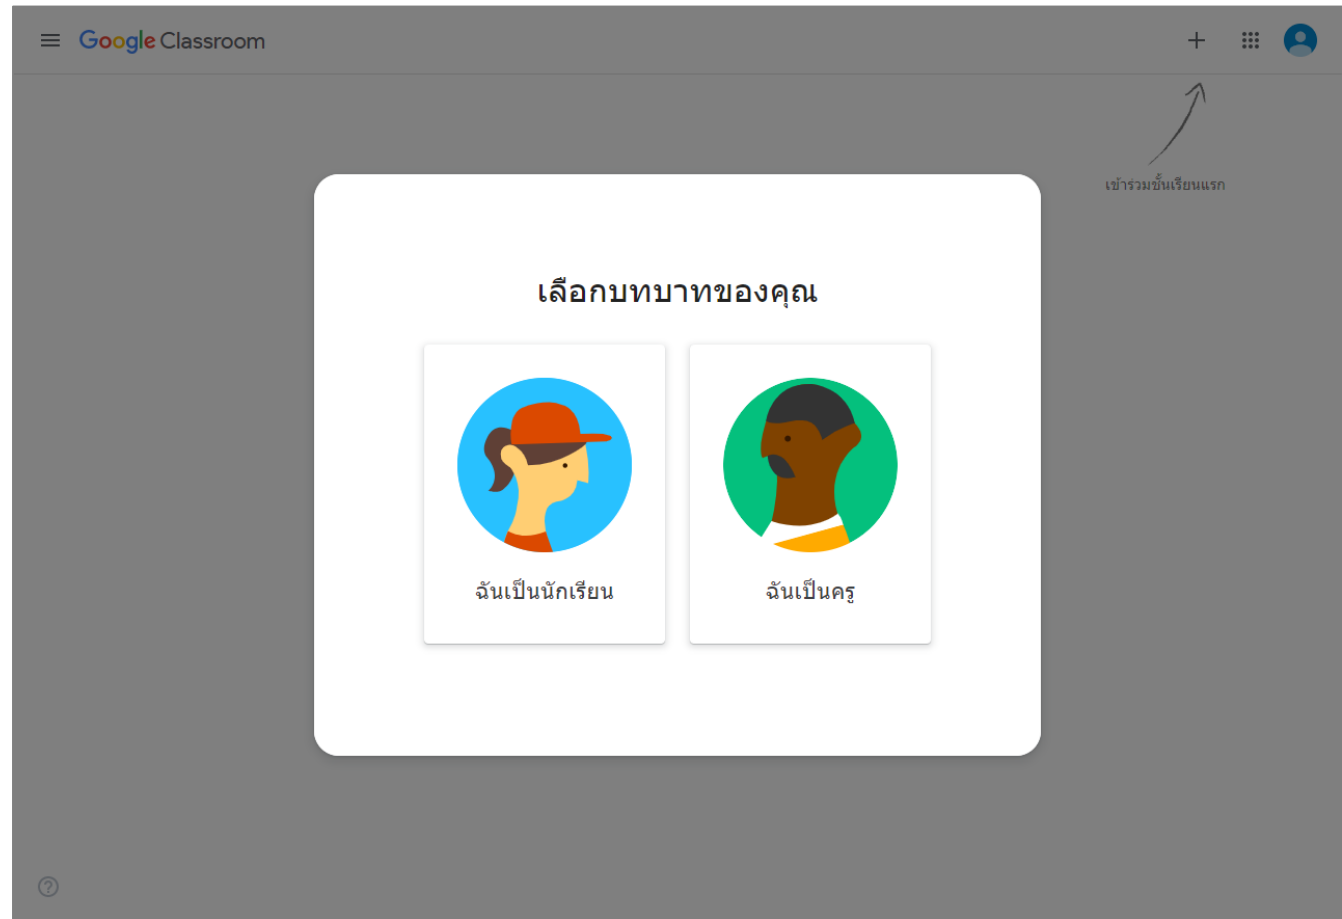 Google Classroom
เข้าร่วมชั้นเรียนแรก
เลือกบทบาทของคุณ
ฉันเป็นนักเรียน
ฉันเป็นครู